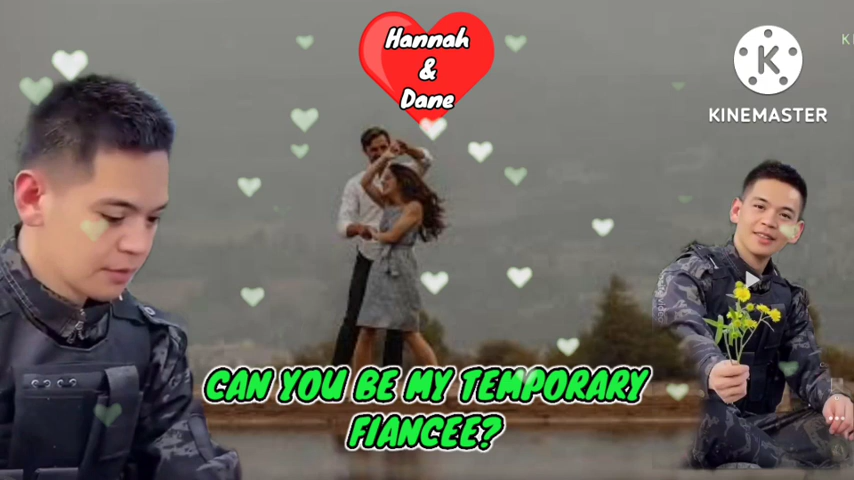 Hannah
&
Dane
K
KINEMASTER
K
CAN YOU BE MY TEMPORARY
FIANCEE?